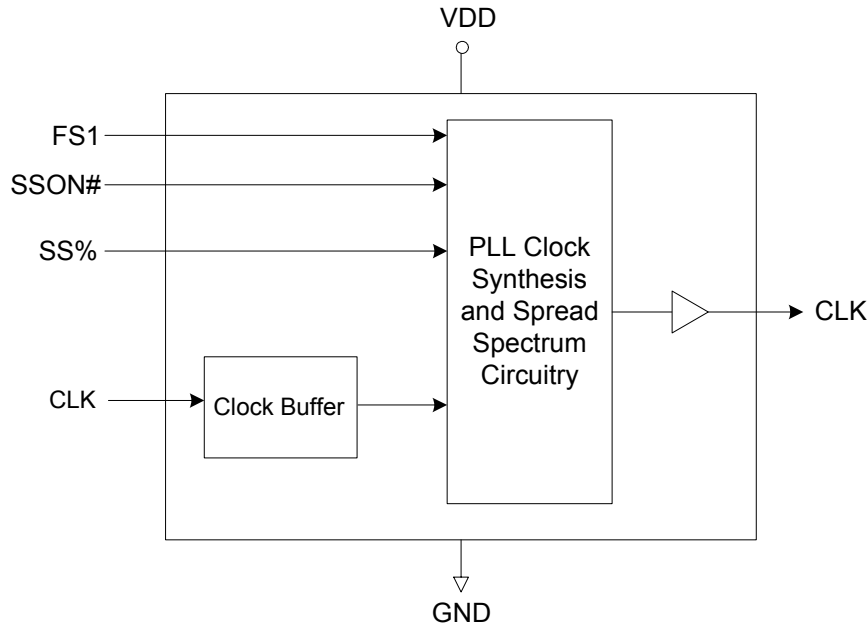 VDD
FS1
SSON#
SS%
PLL Clock
Synthesis
and Spread
Spectrum
Circuitry
CLK
CLK
Clock Buffer
GND